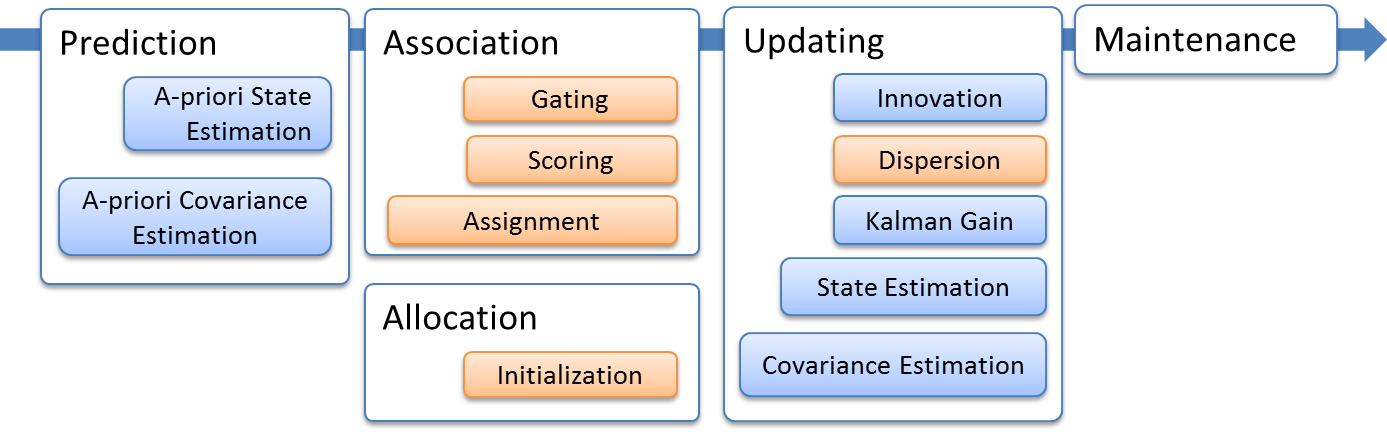 Prediction
A-priori State
Estimation
A-priori Covariance
Estimation
Association
Gating
Scoring
Assignment
Allocation
Initialization
Updating
Innovation
Dispersion
Kalman Gain
State Estimation
Covariance Estimation
Maintenance